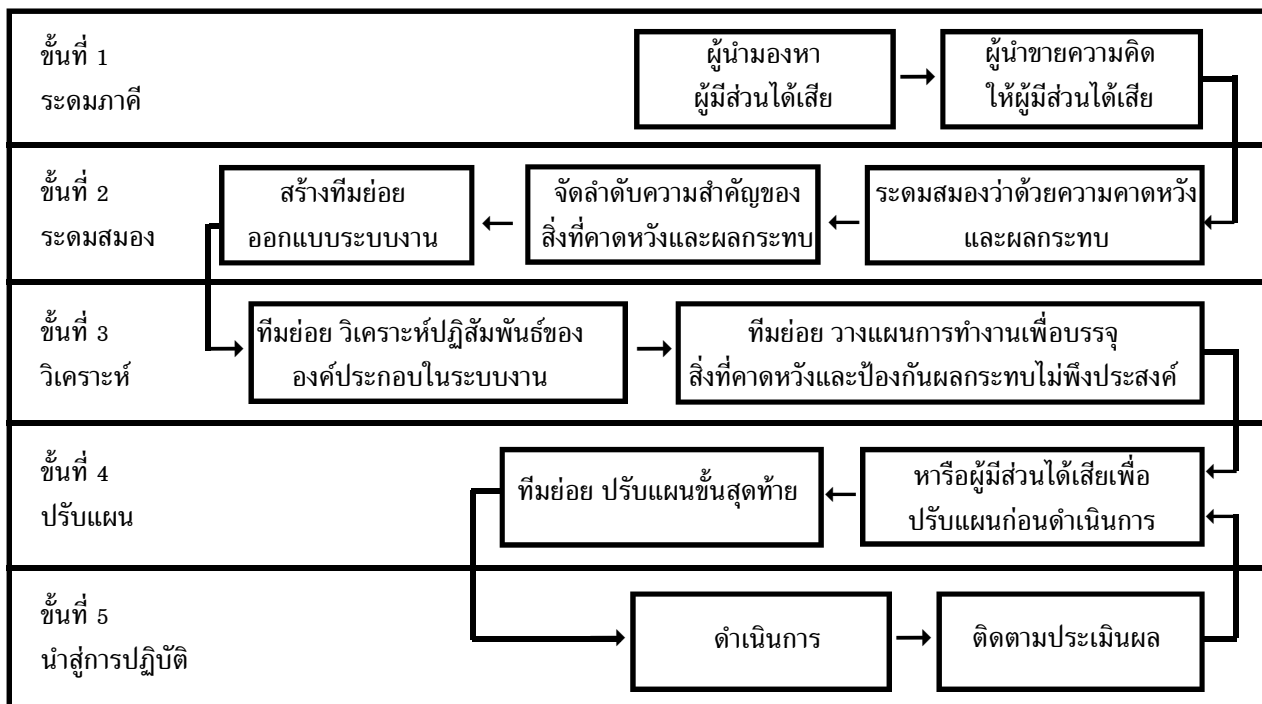 ขั้นที่ 1
ระดมภาคี
ผู้นำมองหา
ผู้มีส่วนได้เสีย
ผู้นำขายความคิด
ให้ผู้มีส่วนได้เสีย
ขั้นที่ 2
ระดมสมอง
สร้างทีมย่อย
ออกแบบระบบงาน
จัดลำดับความสำคัญของ
สิ่งที่คาดหวังและผลกระทบ
ระดมสมองว่าด้วยความคาดหวัง
และผลกระทบ
ขั้นที่ 3
วิเคราะห์
ทีมย่อย วิเคราะห์ปฏิสัมพันธ์ของ
องค์ประกอบในระบบงาน
ทีมย่อย วางแผนการทำงานเพื่อบรรจุ
สิ่งที่คาดหวังและป้องกันผลกระทบไม่พึงประสงค์
ขั้นที่ 4
ปรับแผน
ทีมย่อย ปรับแผนขั้นสุดท้าย
หารือผู้มีส่วนได้เสียเพื่อ
ปรับแผนก่อนดำเนินการ
ขั้นที่ 5
นำสู่การปฏิบัติ
ดำเนินการ
ติดตามประเมินผล